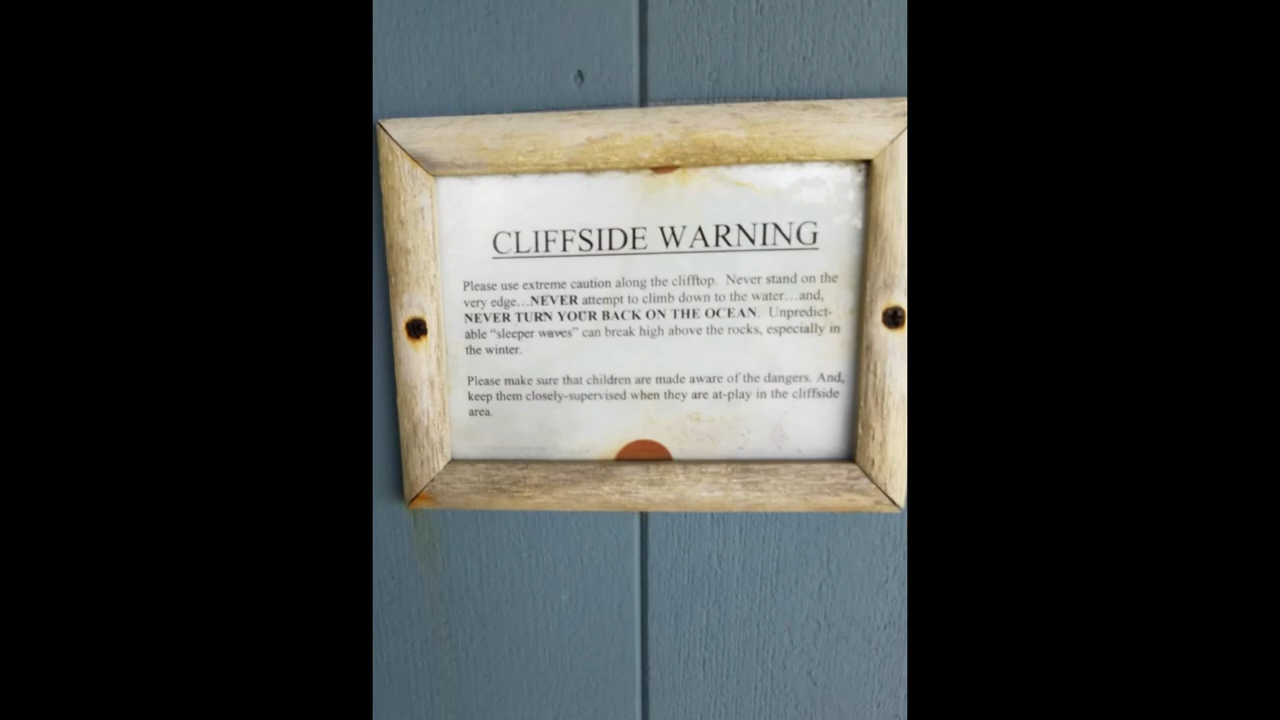 CLIFFSIDE WARNING
Please use extreme caution along the clifftop. Never stand on the
very edge...NEVER attempt to climb down to the water...and,
NEVER TURN YOUR BACK ON THE OCEAN. Unpredict-
able “sleeper waves” can break high above the rocks, especially in
the winter.
Please make sure that children are made aware of the dangers. And,
keep them closely-supervised when they are at-play in the cliffside
area.